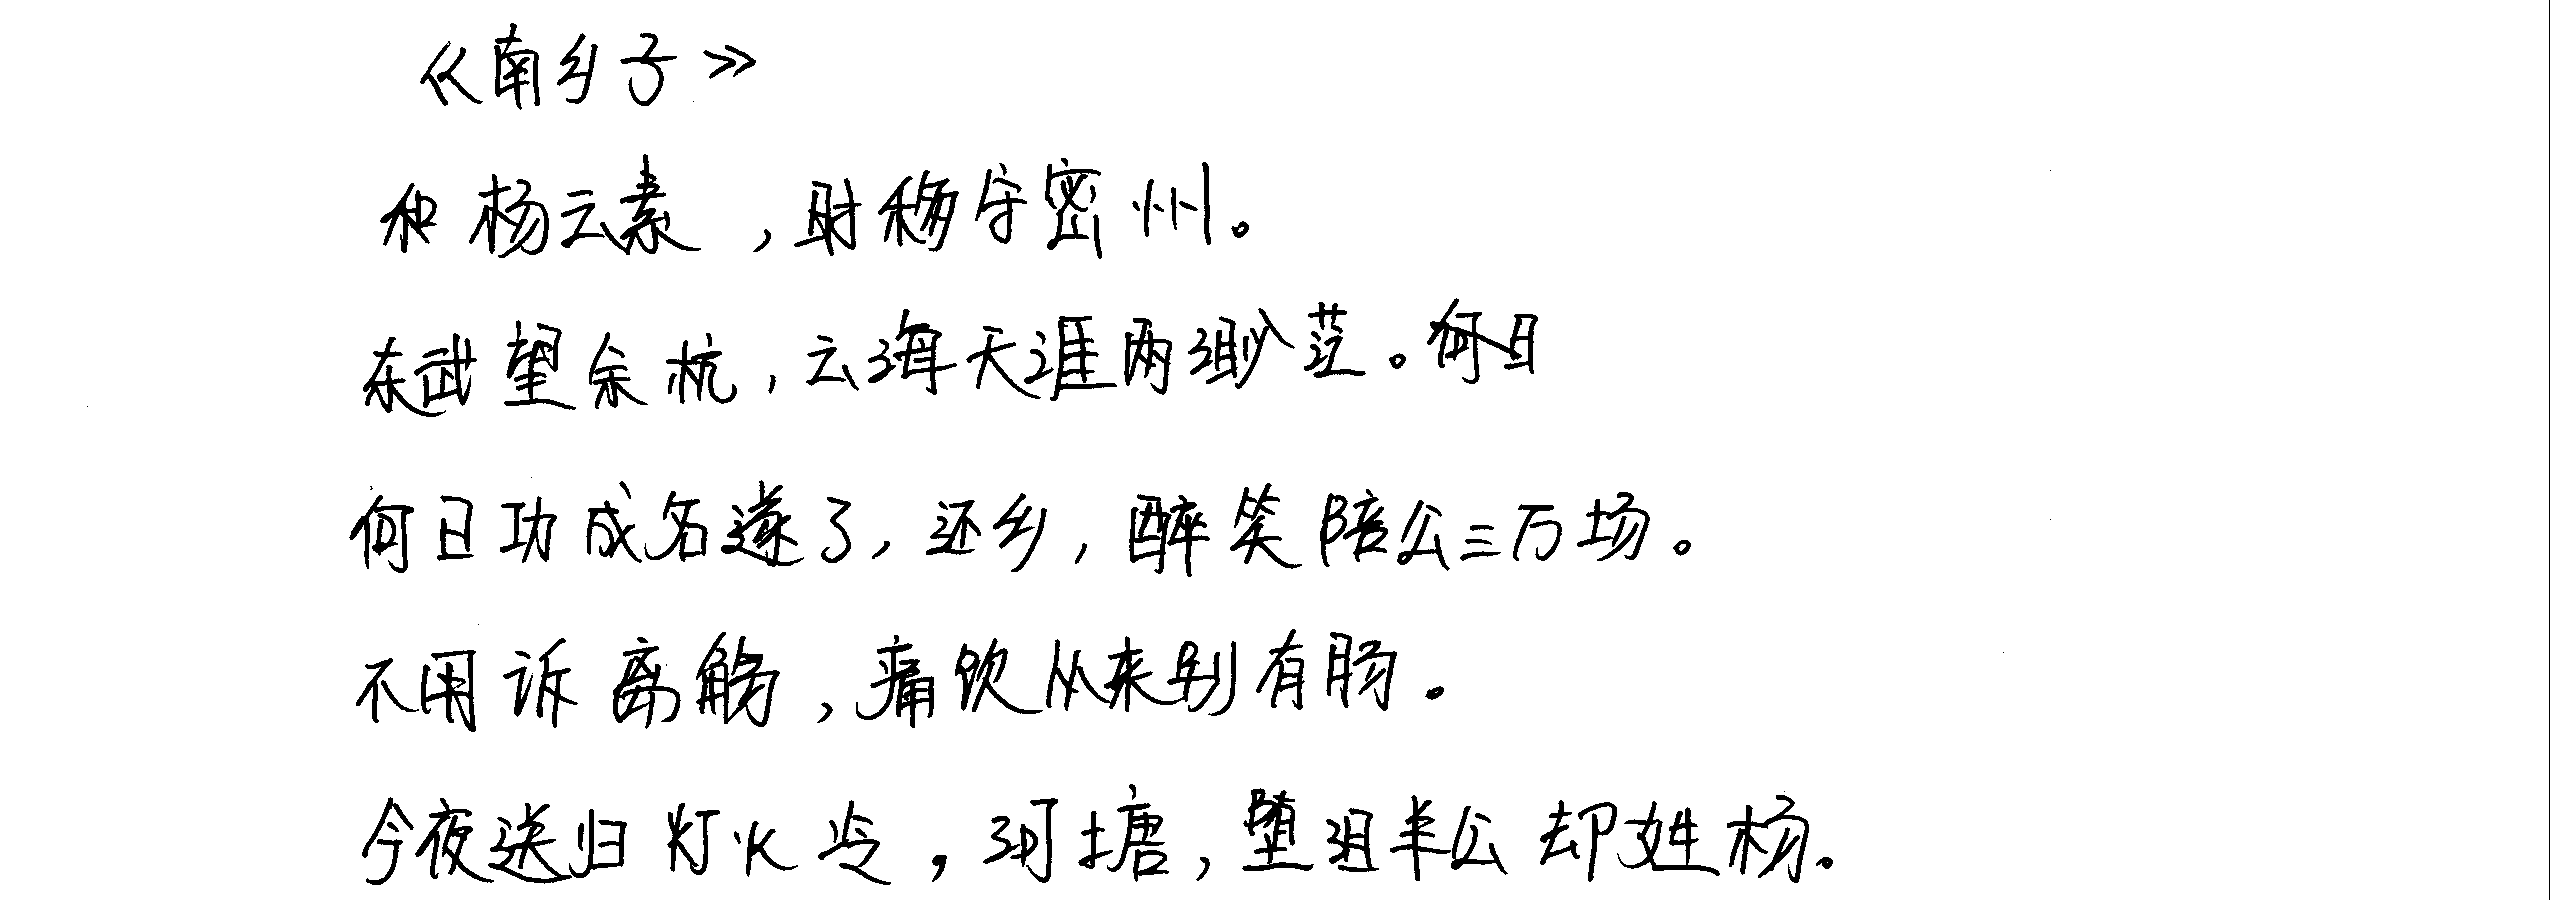 《南乡子》
和杨云素，时移守密州。
东武望余杭，云海天涯两渺茫。何日
何日功成名遂了，还乡，醉笑陪公三万场。
不用诉离觞，痛饮从来别有肠。
今夜送归灯火冷，河塘，堕泪羊公却姓杨。